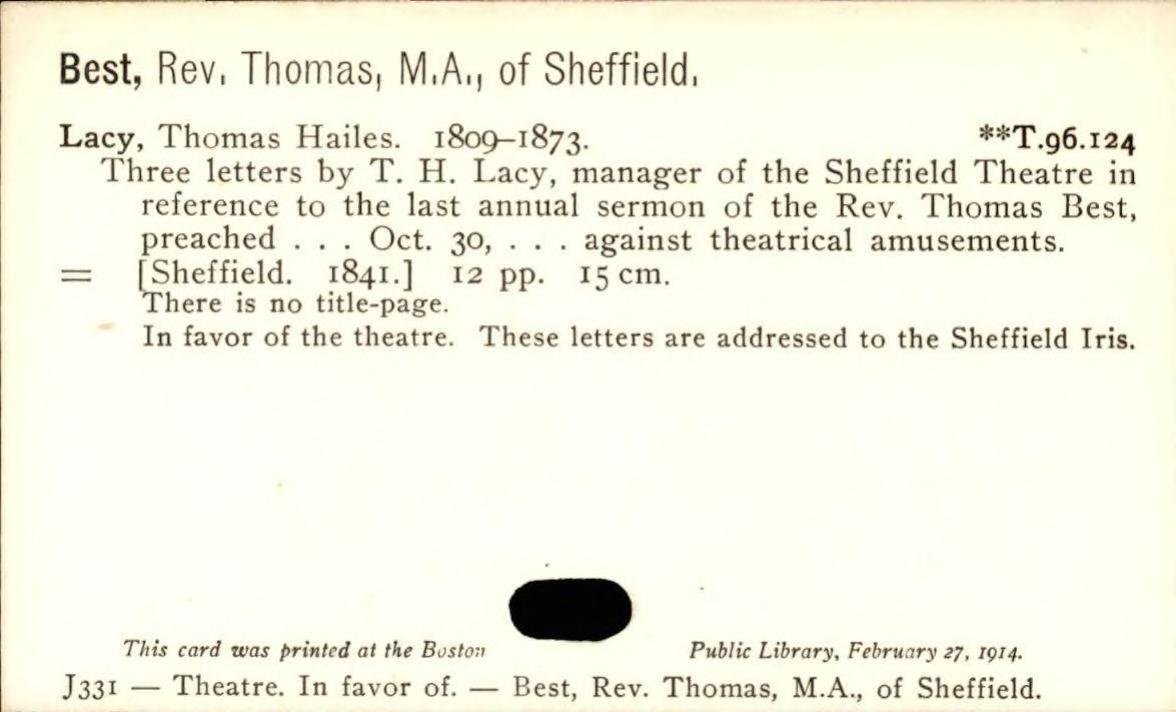 Best, Rev. Thomas, M.A., of Sheffield.
Lacy, Thomas Hailes. 1809–1873. **T.96.124
Three letters by T. H. Lacy, manager of the Sheffield Theatre in
reference to the last annual sermon of the Rev. Thomas Best,
preached . . . Oct. 30, . . . against theatrical amusements.
= [Sheffield. 1841.] 12 pp. 15 cm.
There is no title-page.
In favor of the theatre. These letters are addressed to the Sheffield Iris.
This card was printed at the Boston Public Library, February 27, 1914.
J331 — Theatre. In favor of. — Best, Rev. Thomas, M.A., of Sheffield.